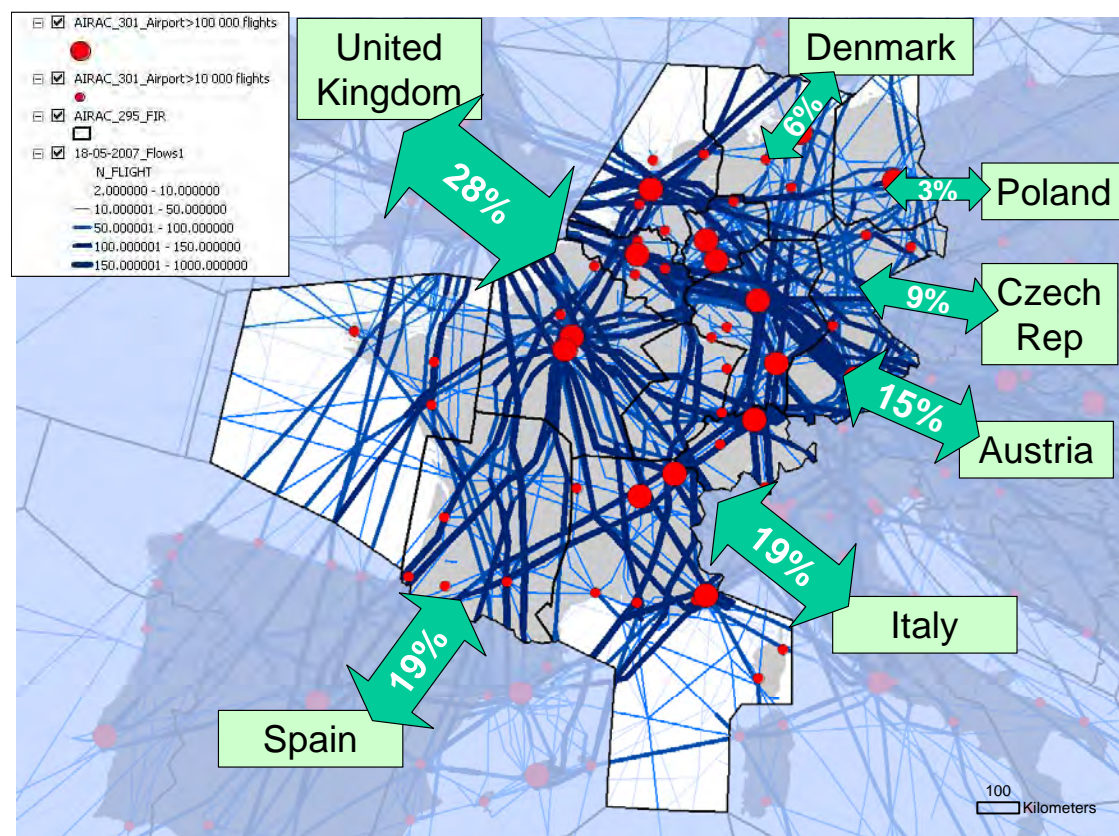 AIRAC_301_Airport>100 000 flights
AIRAC_301_Airport>10 000 flights
AIRAC_295_FIR
18-05-2007_Flows1
N_FLIGHT
2.000000 - 10.000000
10.000001 - 50.000000
50.000001 - 100.000000
100.000001 - 150.000000
150.000001 - 1000.000000
United
Kingdom
28%
Denmark
6%
Poland
3%
Czech
Rep
9%
Austria
15%
Italy
19%
Spain
19%
100
Kilometers